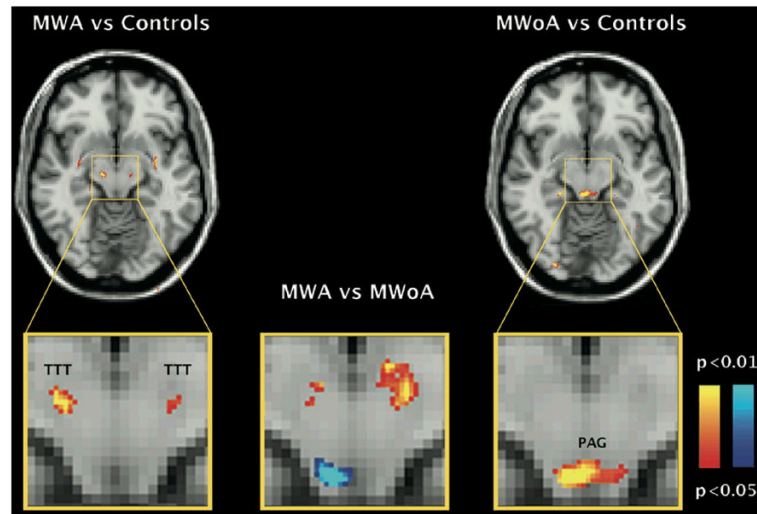 MWA vs Controls
MWoA vs Controls
MWA vs MWoA
TTT TTT
PAG
p<0.01
p<0.05